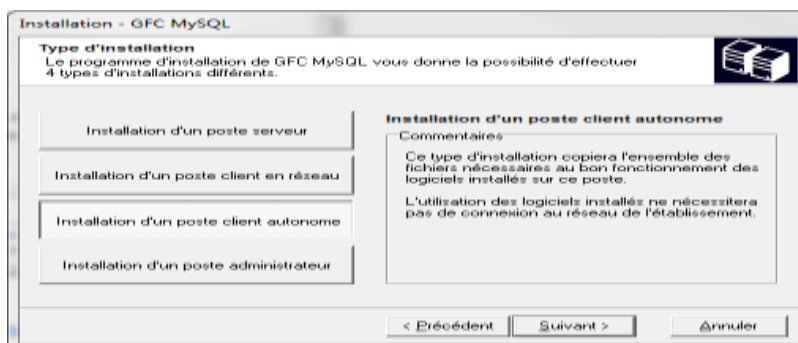 Installation - GFC MySQL
Type d'installation
Le programme d'installation de GFC MySQL vous donne la possibilité d'effectuer
4 types d'installations différents.
Installation d'un poste serveur
Installation d'un poste client en réseau
Installation d'un poste client autonome
Installation d'un poste administrateur
Installation d'un poste client autonome
Commentaires
Ce type d'installation copiera l'ensemble des
fichiers nécessaires au bon fonctionnement des
logiciels installés sur ce poste.
L'utilization des logiciels installés ne nécessitera
pas de connexion au réseau de l'établissement.
< Précédent
Suivant >
Annuler